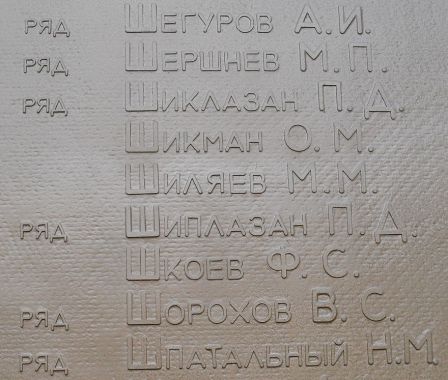 РЯД ШЕГУРОВ А.И.
РЯД ШЕРШНЕВ М.П.
РЯД ШИКЛАЗАН П.Д.
ШИКМАН О.М.
ШИЛЯЕВ М.М.
РЯД ШИПЛАЗАН П.Д.
ШКОЕВ Ф.С.
РЯД ШОРОХОВ В.С.
РЯД ШПАТАЛЬНЫЙ Н.М.